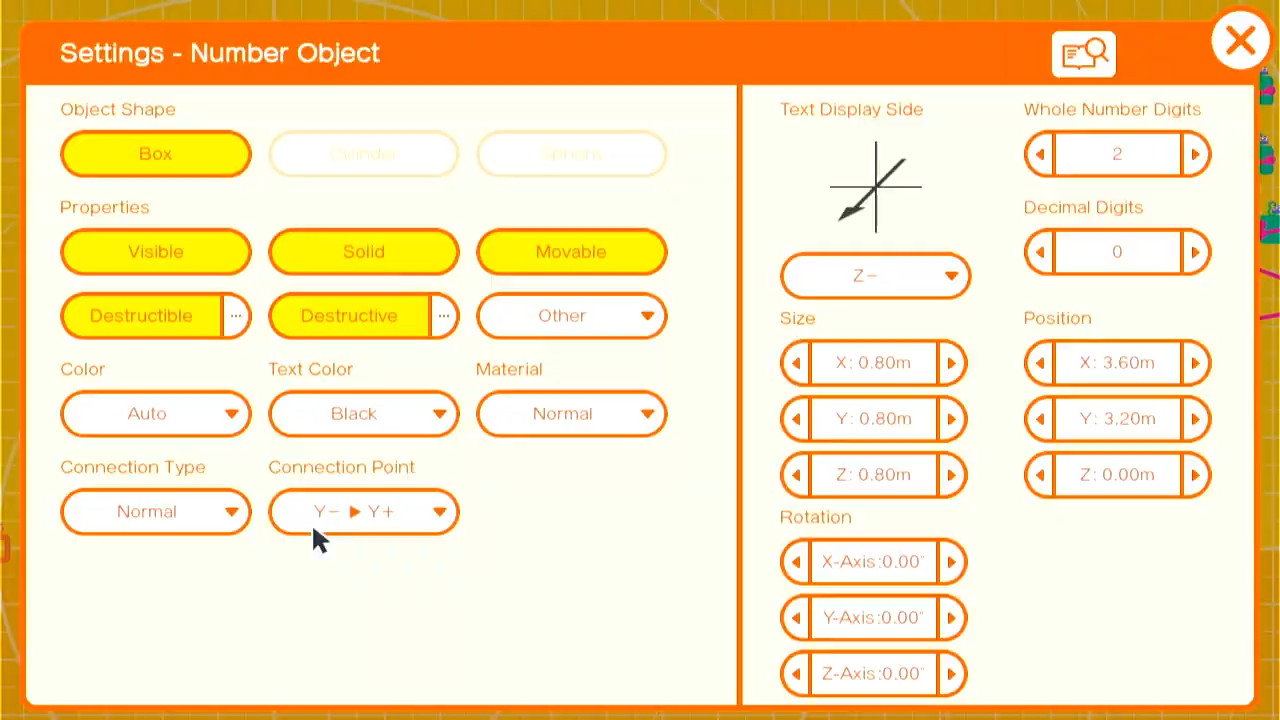 Settings - Number Object
Object Shape
Box
Cylinder
Sphere
Properties
Visible
Solid
Movable
Destructible ...
Destructive ...
Other
Color
Text Color
Material
Auto
Black
Normal
Connection Type
Connection Point
Normal
Y- ▶ Y+
Text Display Side
Z-
Size
X: 0.80m
Y: 0.80m
Z: 0.80m
Rotation
X-Axis:0.00°
Y-Axis:0.00°
Z-Axis:0.00°
Whole Number Digits
2
Decimal Digits
0
Position
X: 3.60m
Y: 3.20m
Z: 0.00m